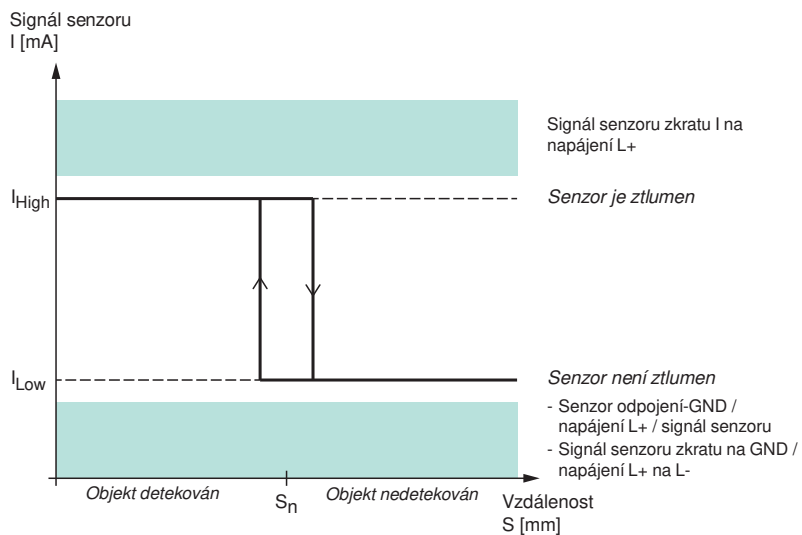 Signál senzoru
I [mA]
Signál senzoru zkratu I na
napájení L+
IHigh
Senzor je ztlumen
ILow
Senzor není ztlumen
- Senzor odpojení-GND /
napájení L+ / signál senzoru
- Signál senzoru zkratu na GND /
napájení L+ na L-
Objekt detekován
Sn
Objekt nedetekován
Vzdálenost
S [mm]